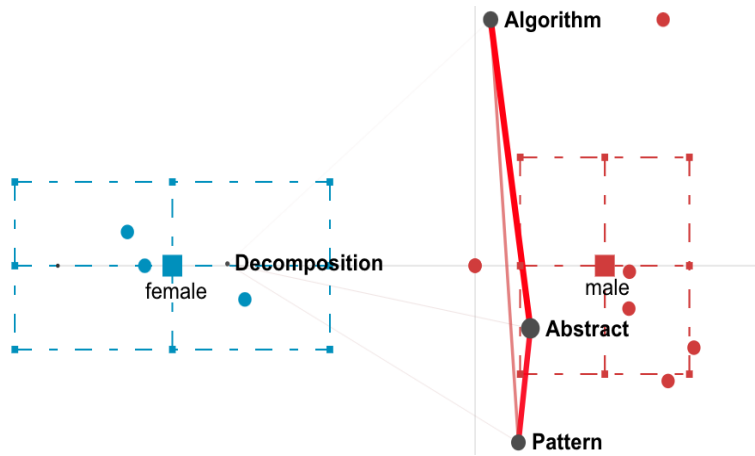 Algorithm
Decomposition
female
male
Abstract
Pattern